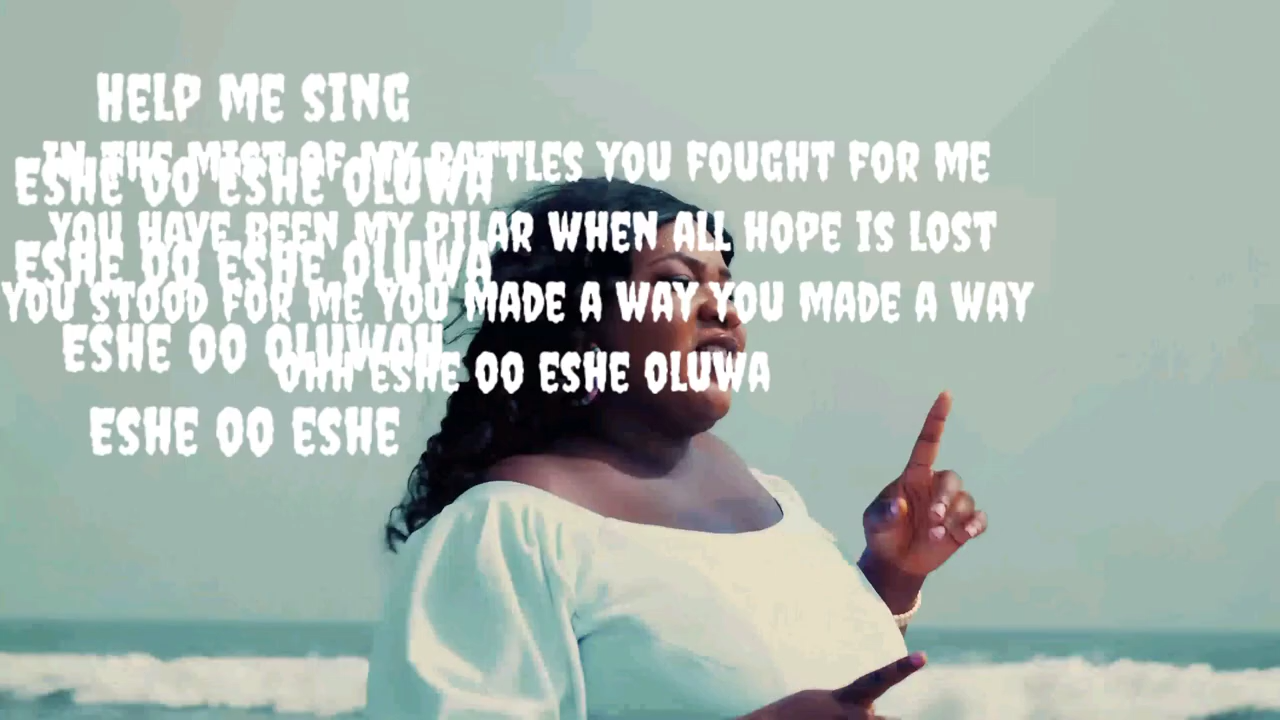 HELP ME SING
IN THE MIST OF MY BATTLES YOU FOUGHT FOR ME
ESHE OO ESHE OLUWA
YOU HAVE BEEN MY PILAR WHEN ALL HOPE IS LOST
ESHE OO ESHE OLUWA
YOU STOOD FOR ME YOU MADE A WAY YOU MADE A WAY
ESHE OO OLUWAH
OHH ESHE OO ESHE OLUWA
ESHE OO ESHE